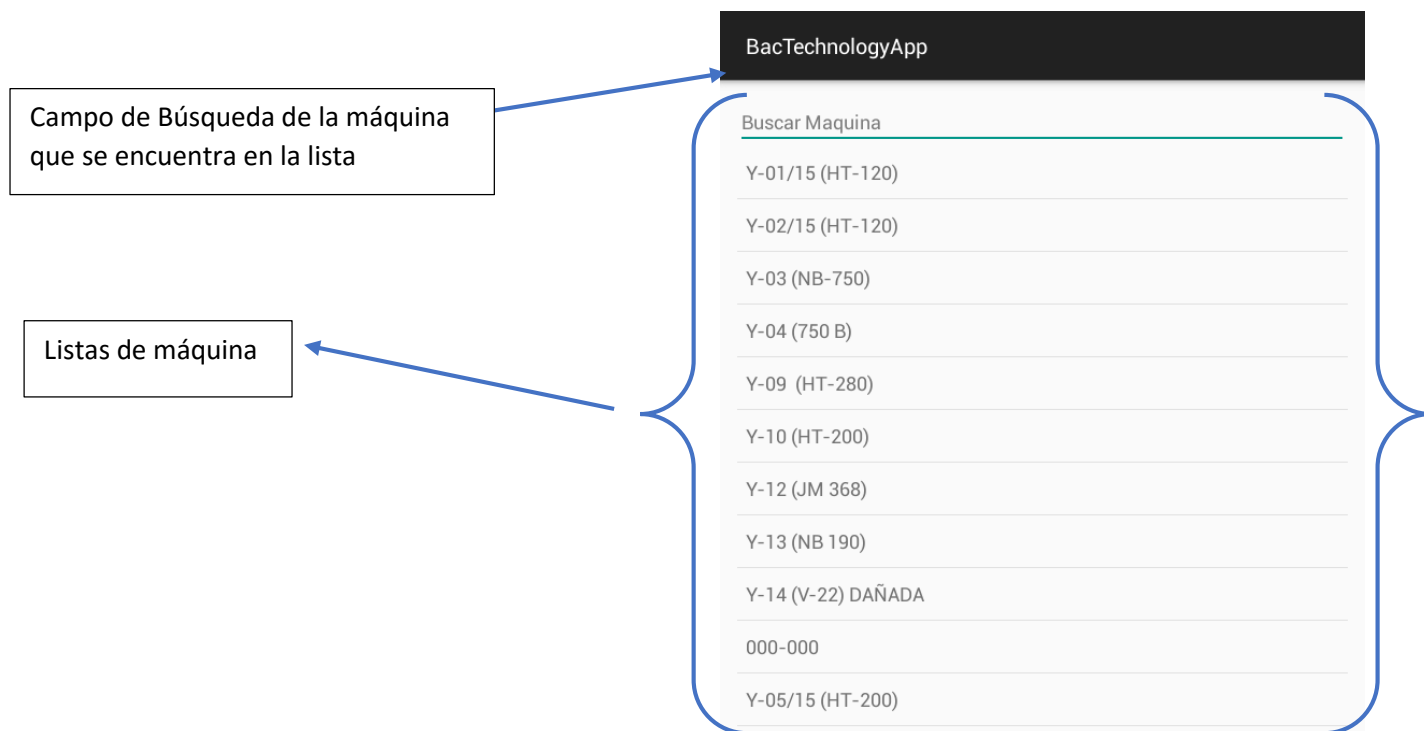 BacTechnologyApp
Campo de Búsqueda de la máquina
que se encuentra en la lista
Buscar Maquina
Y-01/15 (HT-120)
Y-02/15 (HT-120)
Y-03 (NB-750)
Listas de máquina
Y-04 (750 B)
Y-09  (HT-280)
Y-10 (HT-200)
Y-12 (JM 368)
Y-13 (NB 190)
Y-14 (V-22) DAÑADA
000-000
Y-05/15 (HT-200)